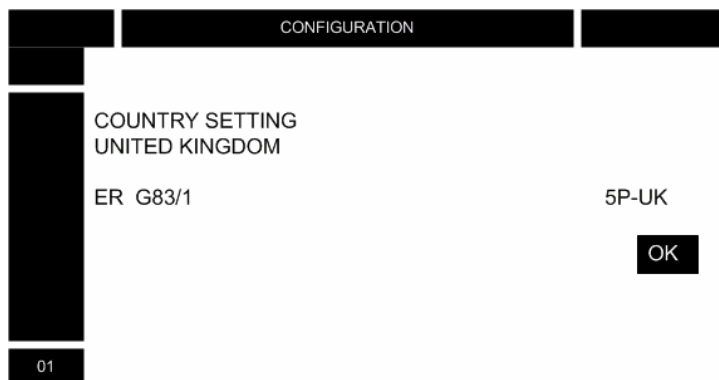 CONFIGURATION
COUNTRY SETTING
UNITED KINGDOM
ER G83/1 5P-UK
OK
01